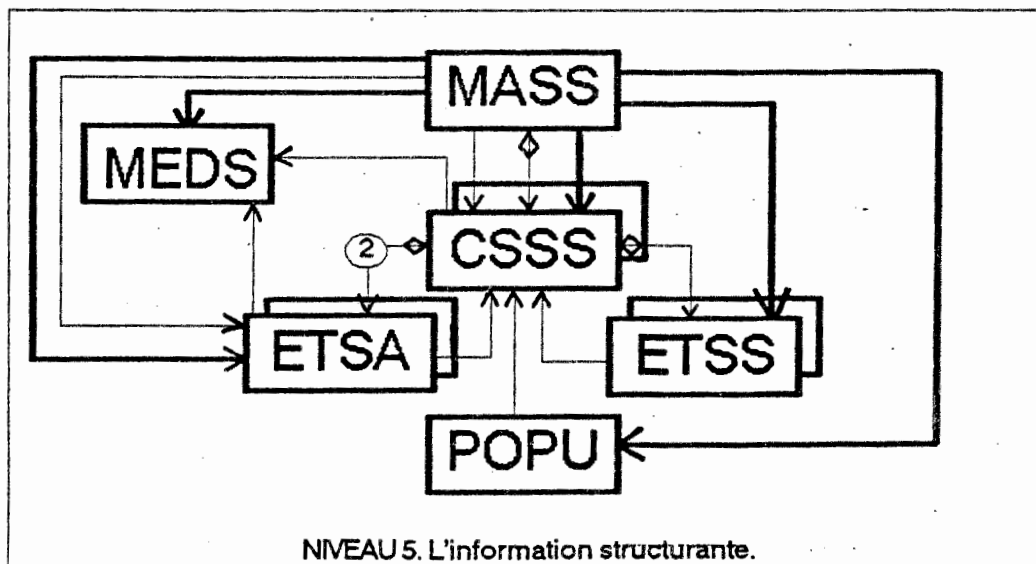 MASS
MEDS
CSSS
2
ETSA
ETSS
POPU
NIVEAU 5. L'information structurante.